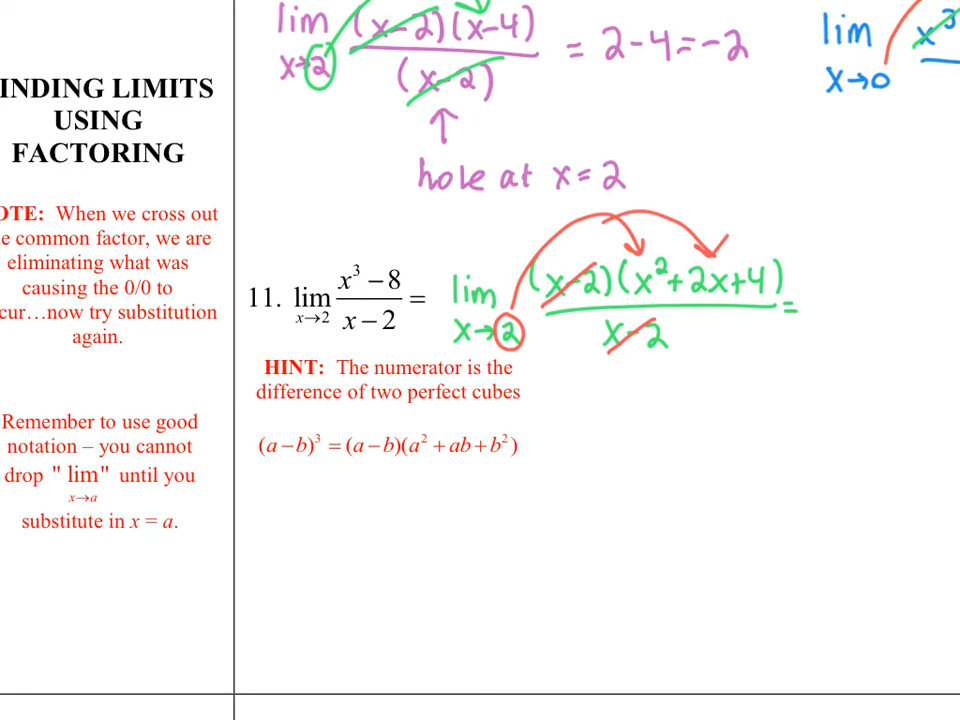 lim (x-2)(x-4) / (x-2) = 2-4 = -2
x→2
hole at x = 2
lim x³
x→0
INDING LIMITS
USING
FACTORING
OTE: When we cross out
e common factor, we are
eliminating what was
causing the 0/0 to
cur…now try substitution
again.
Remember to use good
notation – you cannot
drop "lim" until you
x→a
substitute in x = a.
11. lim x³ − 8 / x − 2 =
x→2
lim (x-2)(x²+2x+4) / x-2 =
x→2
HINT: The numerator is the
difference of two perfect cubes
(a − b)³ = (a − b)(a² + ab + b²)